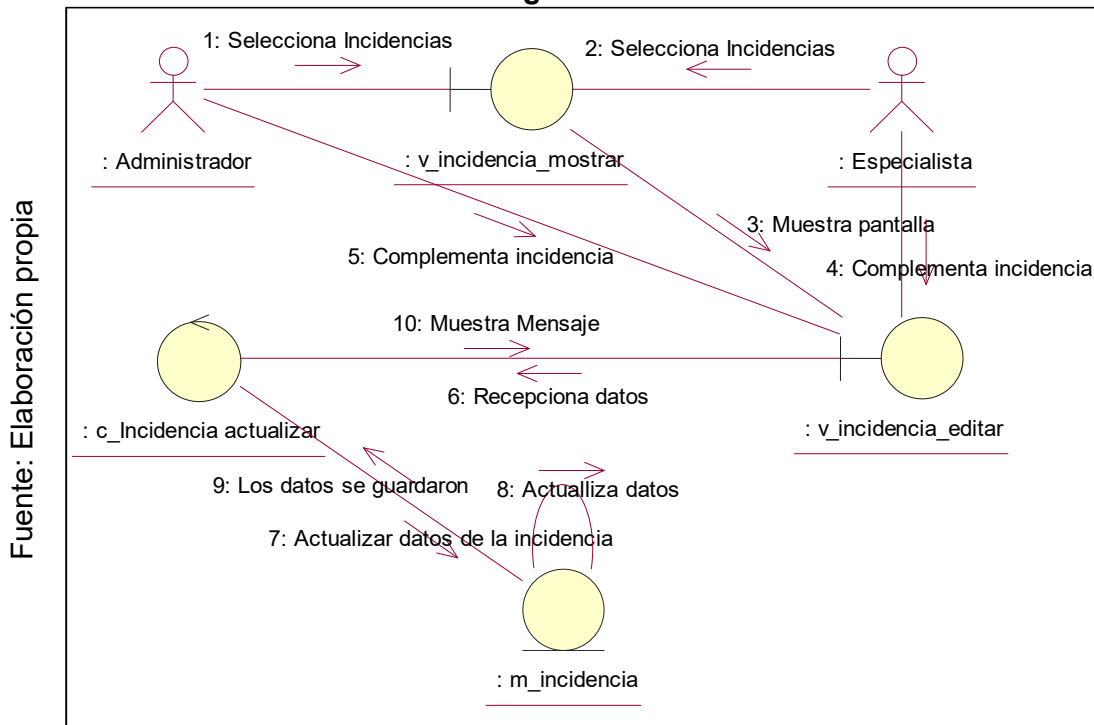 1: Selecciona Incidencias
2: Selecciona Incidencias
: Administrador
: v_incidencia_mostrar
: Especialista
3: Muestra pantalla
5: Complementa incidencia
4: Complementa incidencia
10: Muestra Mensaje
6: Recepciona datos
: c_Incidencia actualizar
: v_incidencia_editar
9: Los datos se guardaron
8: Actualliza datos
7: Actualizar datos de la incidencia
: m_incidencia
Fuente: Elaboración propia